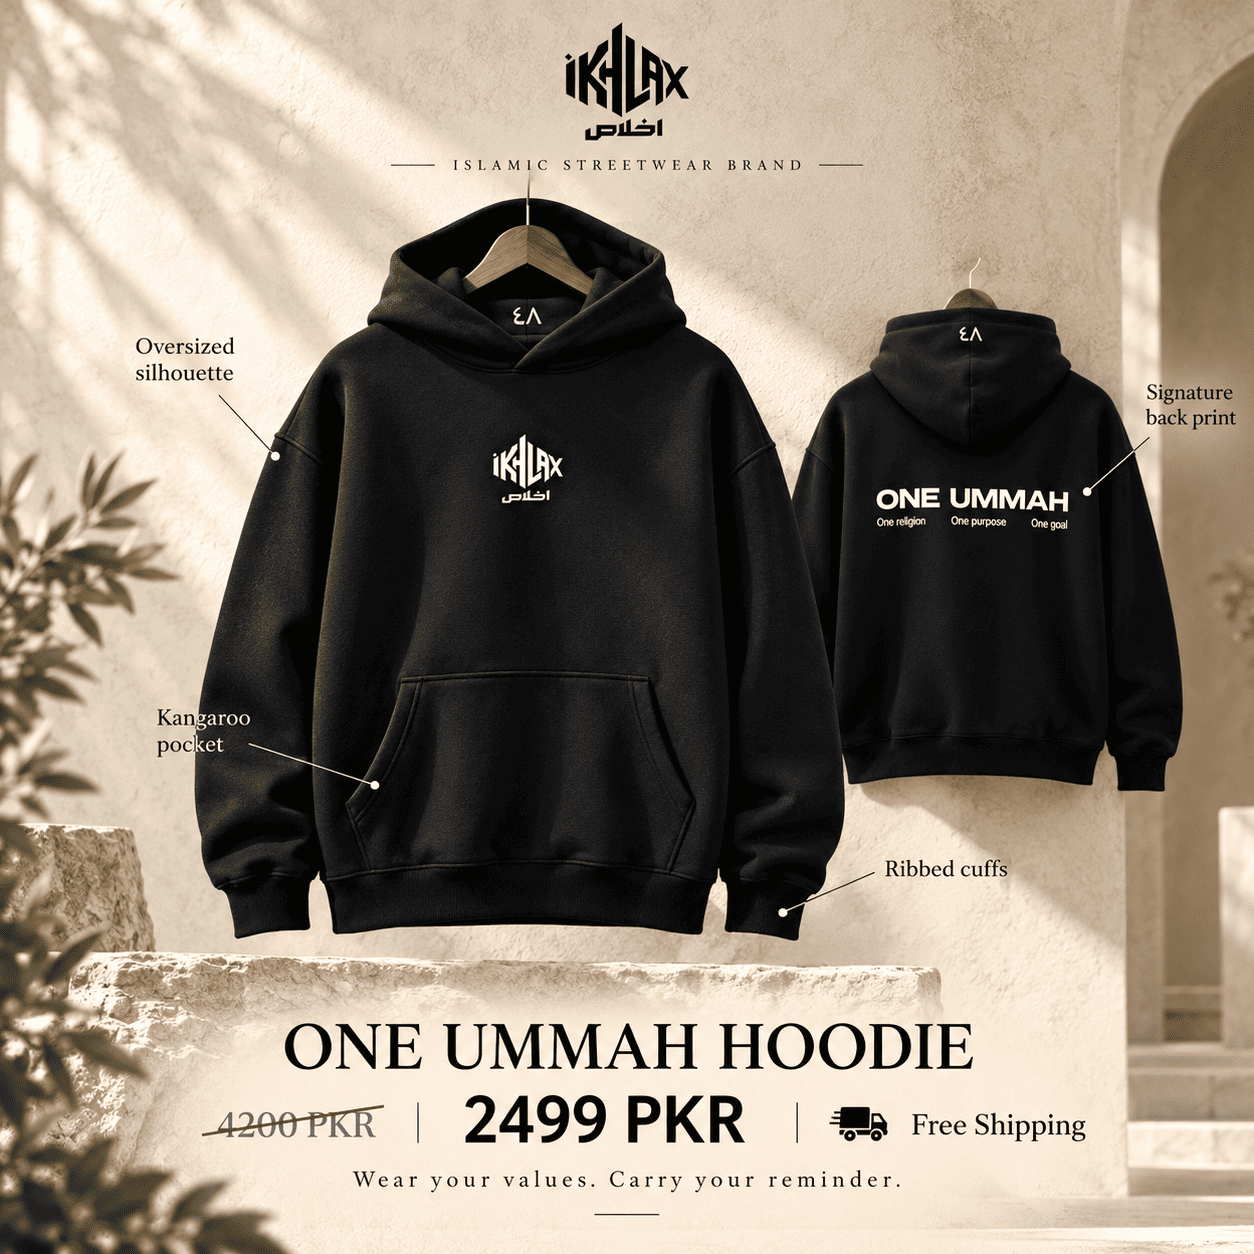 iKHLAX
اخلاص
ISLAMIC STREETWEAR BRAND
٤٨
iKHLAX
اخلاص
٤٨
ONE UMMAH
One religion One purpose One goal
Oversized
silhouette
Signature
back print
Kangaroo
pocket
Ribbed cuffs
ONE UMMAH HOODIE
4200 PKR
2499 PKR
Free Shipping
Wear your values. Carry your reminder.